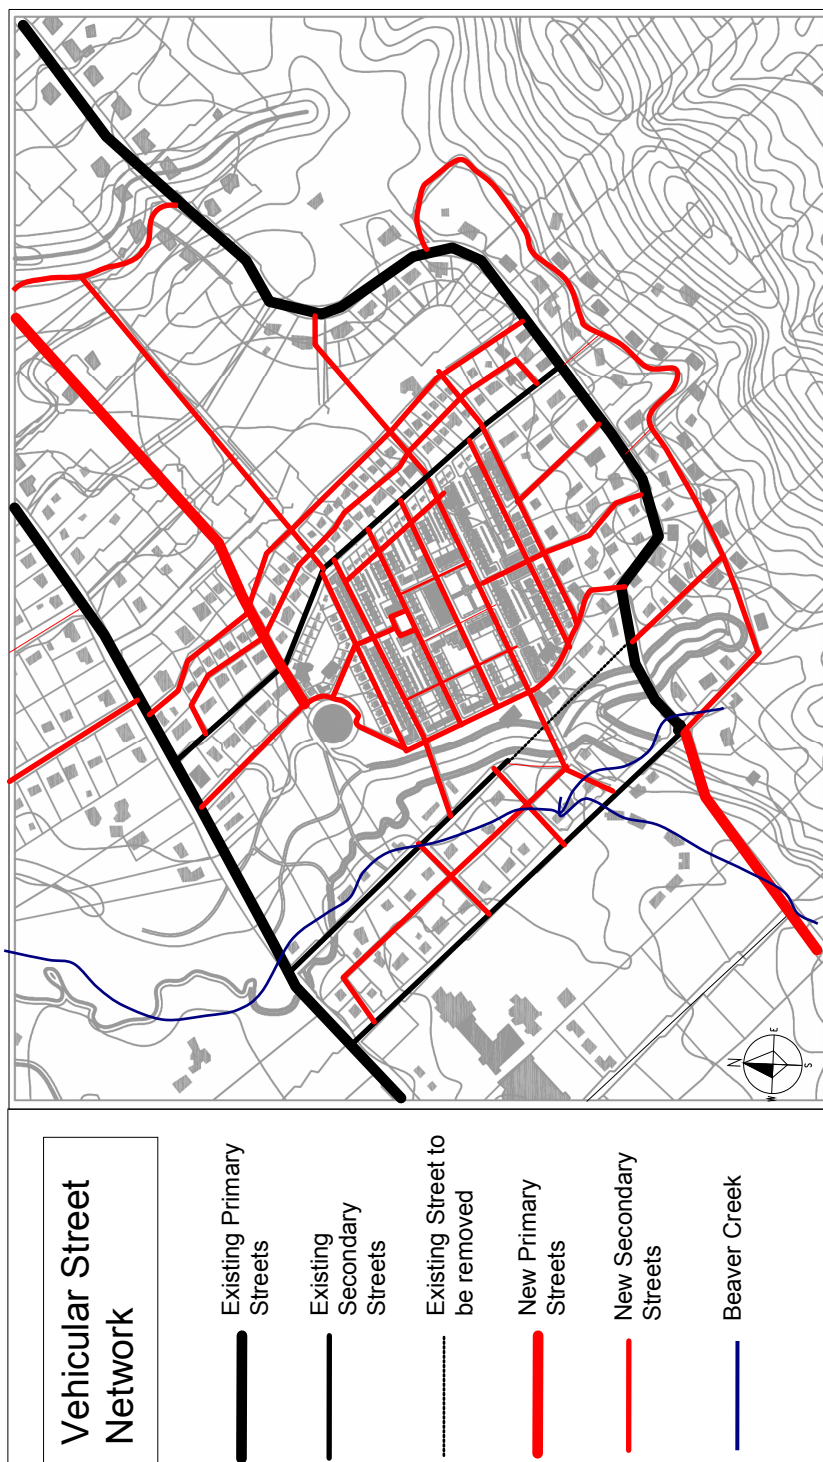 Vehicular Street
Network
Existing Primary
Streets
Existing
Secondary
Streets
Existing Street to
be removed
New Primary
Streets
New Secondary
Streets
Beaver Creek
N
E
S
W